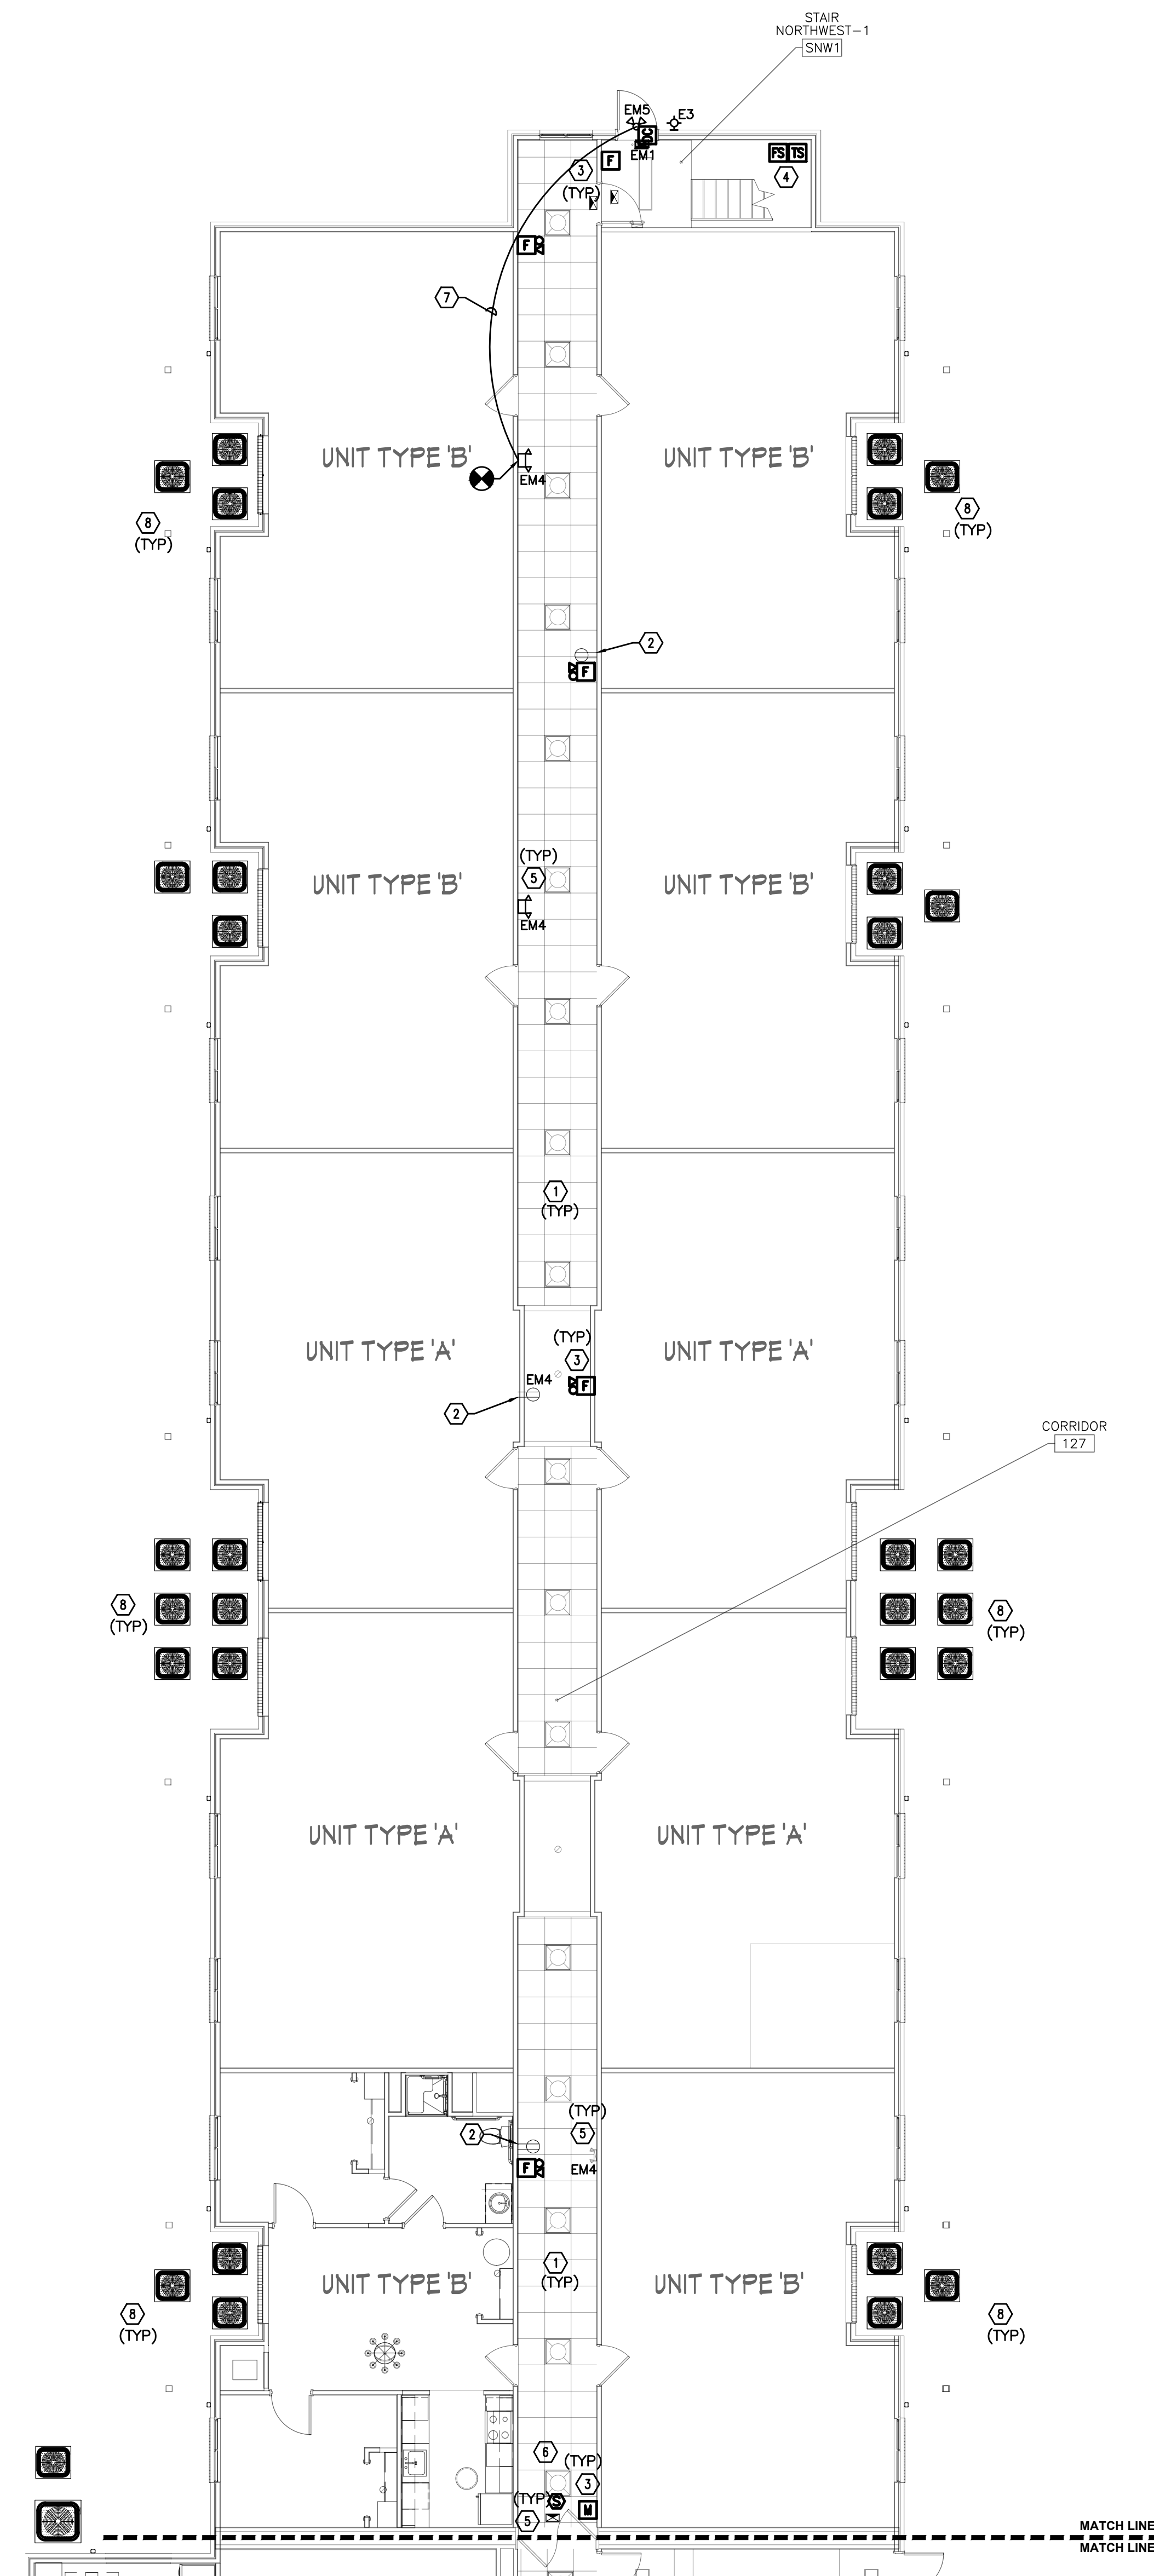 STAIR
NORTHWEST-1
SNW1
EM5
E3
DC
EM1
F
FS TS
3
(TYP)
4
F
7
UNIT TYPE 'B'
UNIT TYPE 'B'
EM4
8
(TYP)
8
(TYP)
2
F
(TYP)
5
EM4
UNIT TYPE 'B'
UNIT TYPE 'B'
1
(TYP)
UNIT TYPE 'A'
UNIT TYPE 'A'
(TYP)
3
EM4
F
2
CORRIDOR
127
8
(TYP)
8
(TYP)
UNIT TYPE 'A'
UNIT TYPE 'A'
(TYP)
5
2
EM4
F
1
(TYP)
UNIT TYPE 'B'
UNIT TYPE 'B'
8
(TYP)
8
(TYP)
6
(TYP)
3
(TYP)
S
M
5
MATCH LINE
MATCH LINE